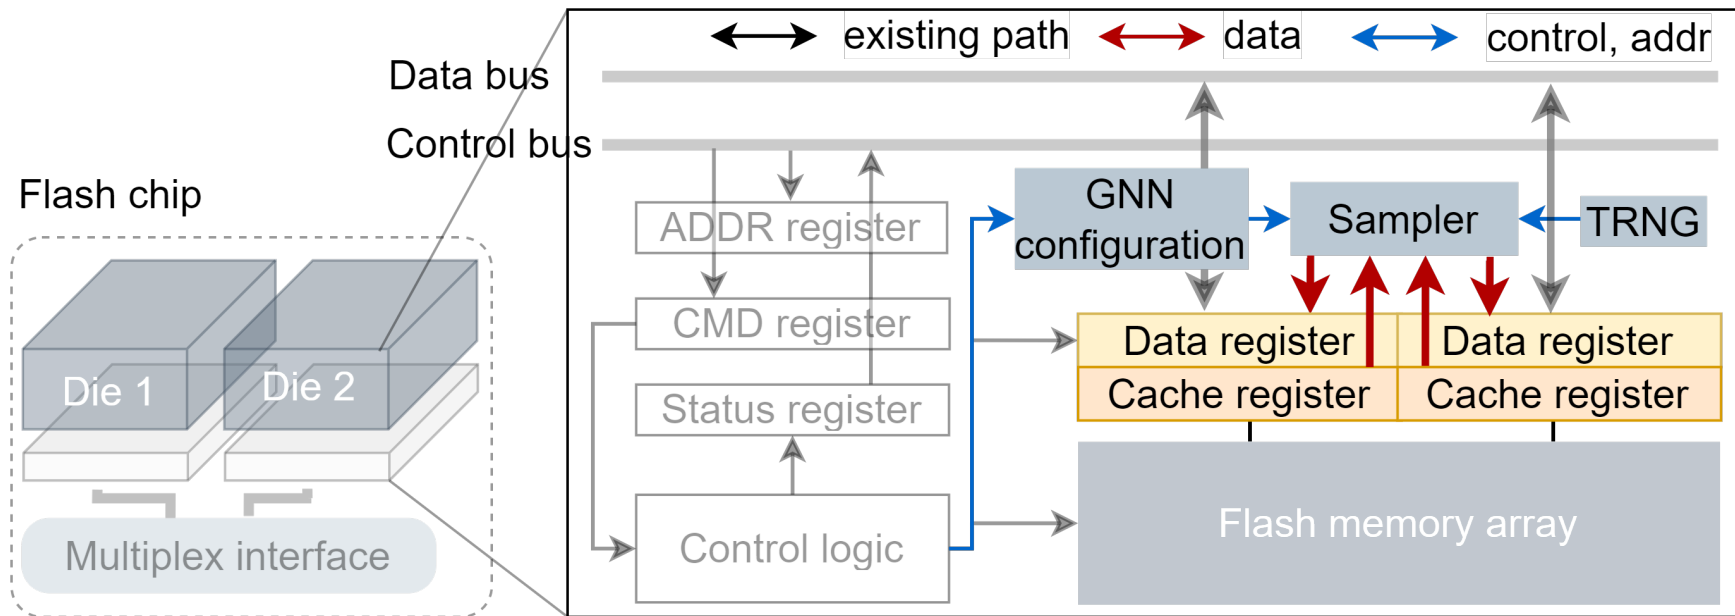 existing path
data
control, addr
Data bus
Control bus
Flash chip
ADDR register
GNN
configuration
Sampler
TRNG
CMD register
Data register
Data register
Die 1
Die 2
Status register
Cache register
Cache register
Multiplex interface
Control logic
Flash memory array